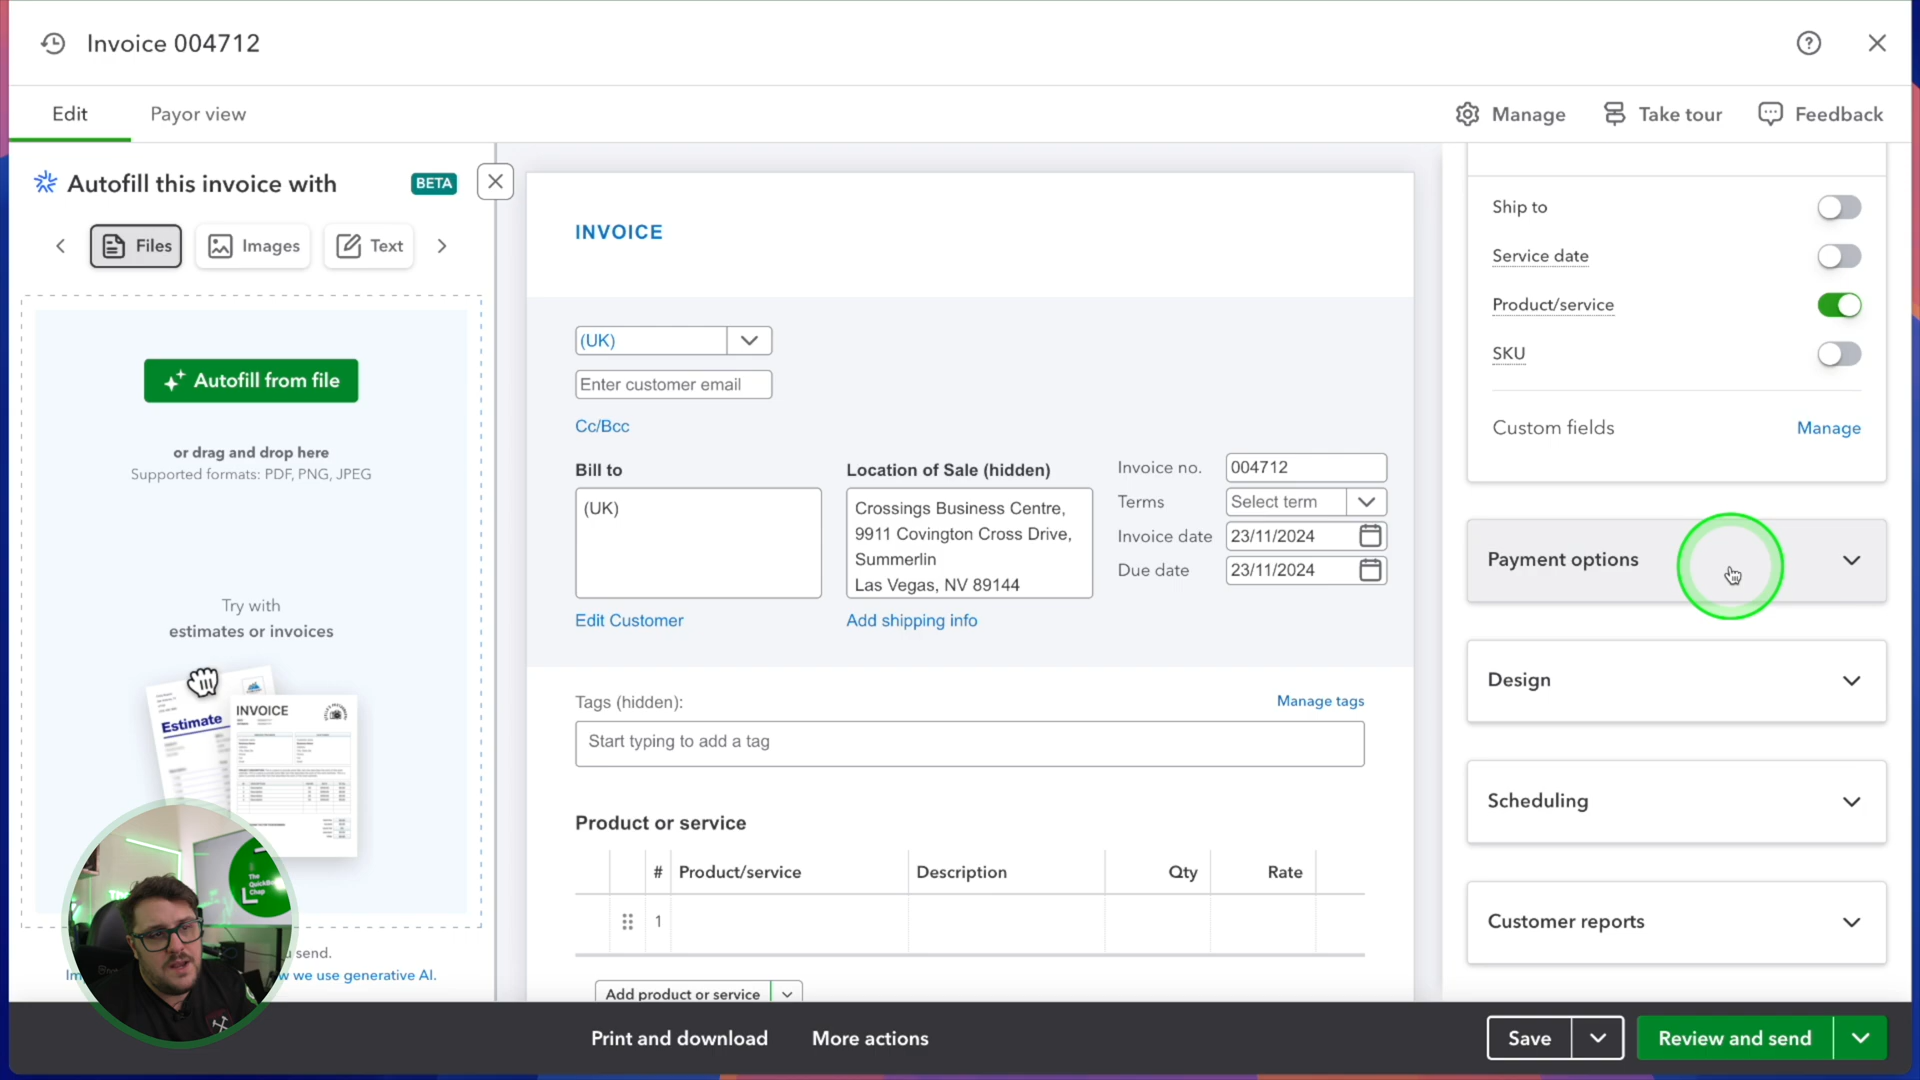 Invoice 004712
Edit
Payor view
Manage
Take tour
Feedback
Autofill this invoice with
BETA
Files
Images
Text
Autofill from file
or drag and drop here
Supported formats: PDF, PNG, JPEG
Try with
estimates or invoices
Estimate
INVOICE
The
Chap
u send.
w we use generative AI.
INVOICE
(UK)
Enter customer email
Cc/Bcc
Bill to
(UK)
Edit Customer
Location of Sale (hidden)
Crossings Business Centre,
9911 Covington Cross Drive,
Summerlin
Las Vegas, NV 89144
Add shipping info
Invoice no.
004712
Terms
Select term
Invoice date
23/11/2024
Due date
23/11/2024
Tags (hidden):
Manage tags
Start typing to add a tag
Product or service
# Product/service Description Qty Rate
1
Add product or service
Ship to
Service date
Product/service
SKU
Custom fields
Manage
Payment options
Design
Scheduling
Customer reports
Print and download
More actions
Save
Review and send